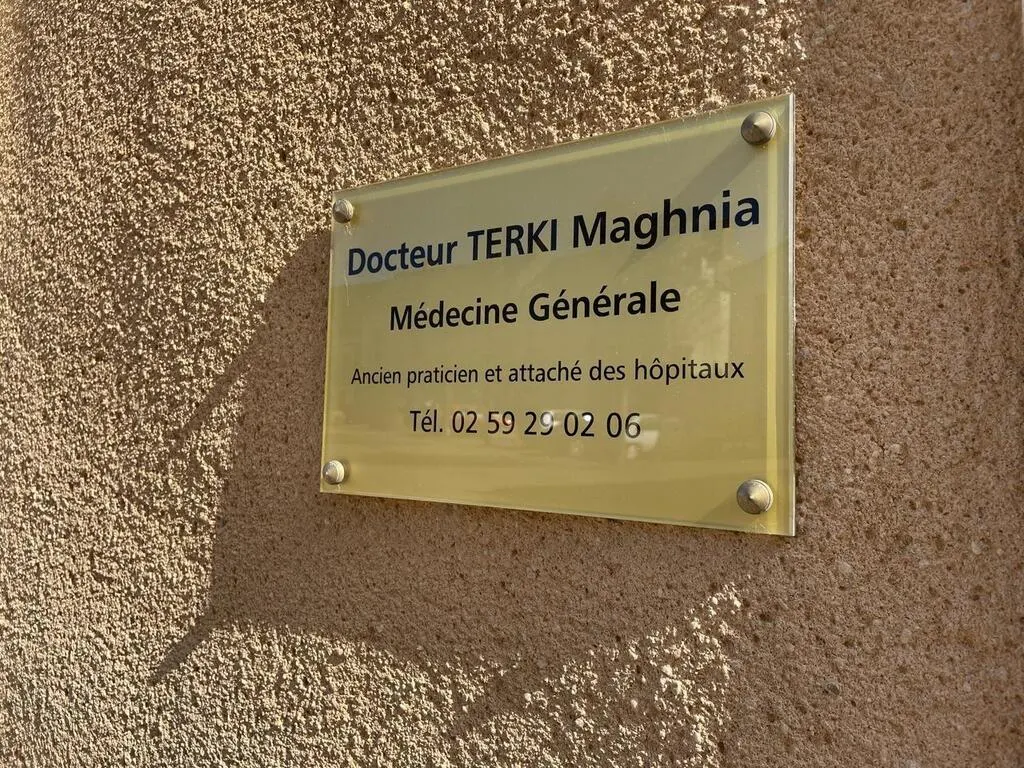 Docteur TERKI Maghnia
Médecine Générale
Ancien praticien et attaché des hôpitaux
Tél. 02 59 29 02 06